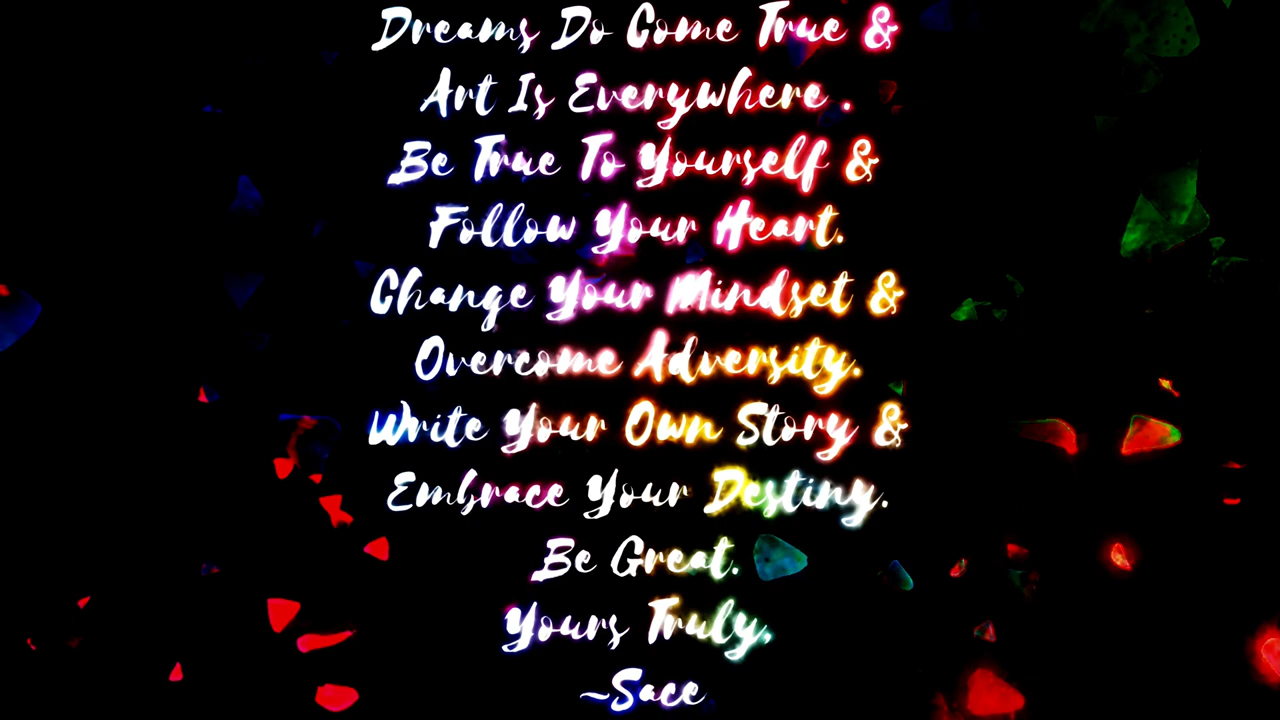 Dreams Do Come True &
Art Is Everywhere .
Be True To Yourself &
Follow Your Heart.
Change Your Mindset &
Overcome Adversity.
Write Your Own Story &
Embrace Your Destiny.
Be Great.
Yours Truly,
~Sace